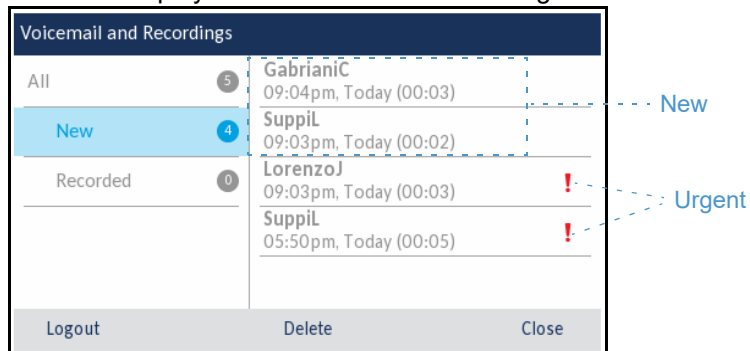 Voicemail and Recordings
All 5
New 4
Recorded 0
GabrianiC
09:04pm, Today (00:03)
SuppiL
09:03pm, Today (00:02)
LorenzoJ
09:03pm, Today (00:03) !
SuppiL
05:50pm, Today (00:05) !
New
Urgent
Logout Delete Close